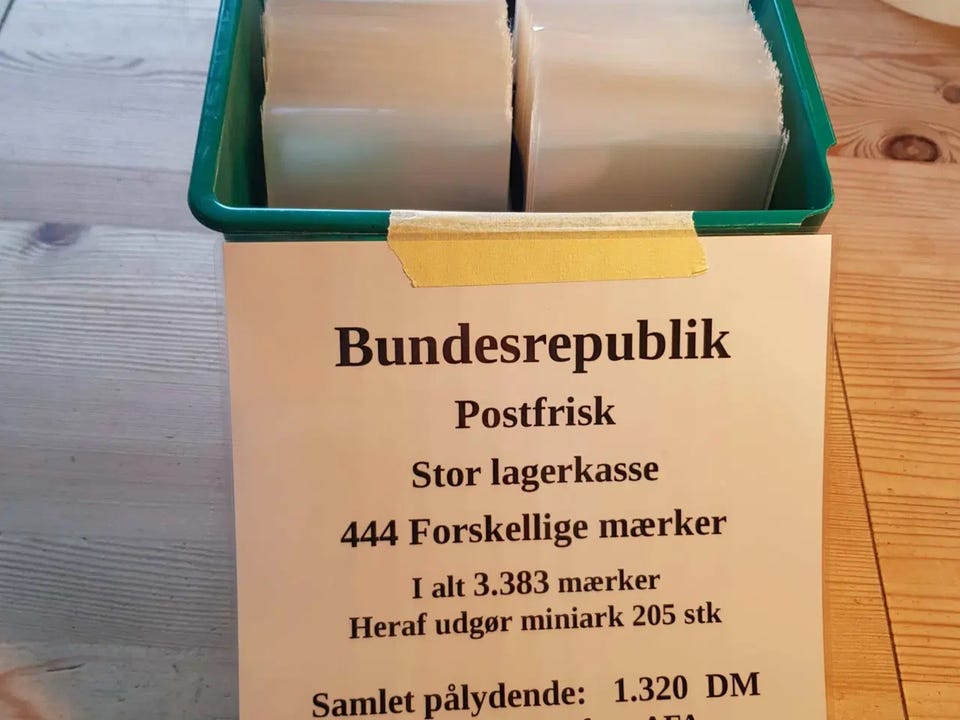 Bundesrepublik
Postfrisk
Stor lagerkasse
444 Forskellige mærker
I alt 3.383 mærker
Heraf udgør miniark 205 stk
Samlet pålydende: 1.320 DM
AFA